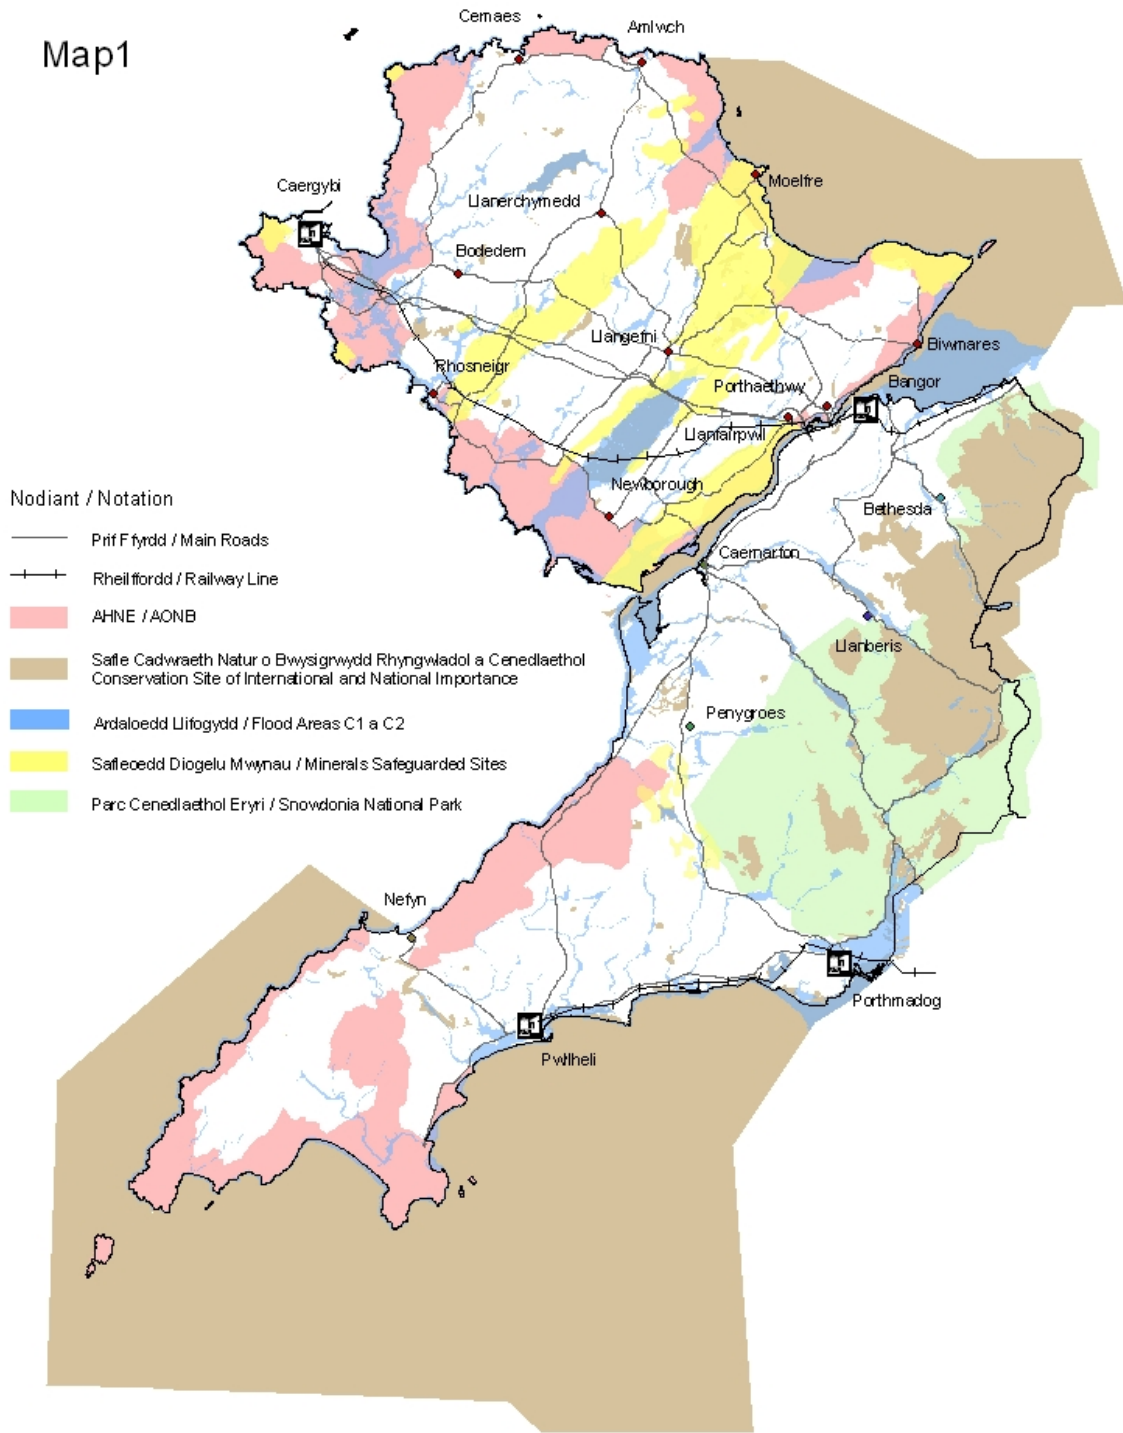 Map1
Cemaes
Amlwch
Moelfre
Caergybi
Llanerchymedd
Bodedern
Llangefni
Biwmares
Rhosneigr
Porthaethwy
Bangor
Llanfairpwll
Newborough
Bethesda
Caernarfon
Llanberis
Penygroes
Nefyn
Porthmadog
Pwllheli
Nodiant / Notation
Prif Ffyrdd / Main Roads
Rheilffordd / Railway Line
AHNE / AONB
Safle Cadwraeth Natur o Bwysigrwydd Rhyngwladol a Cenedlaethol
Conservation Site of International and National Importance
Ardaloedd Llifogydd / Flood Areas C1 a C2
Safleoedd Diogelu Mwynau / Minerals Safeguarded Sites
Parc Cenedlaethol Eryri / Snowdonia National Park